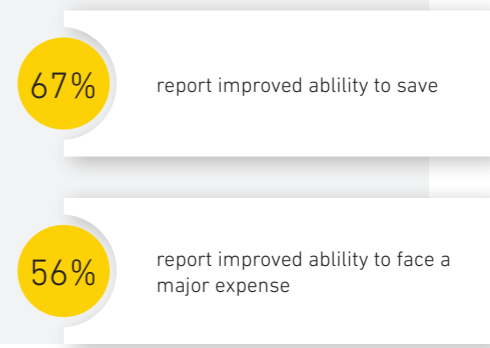 67%
report improved ablility to save
56%
report improved ablility to face a
major expense